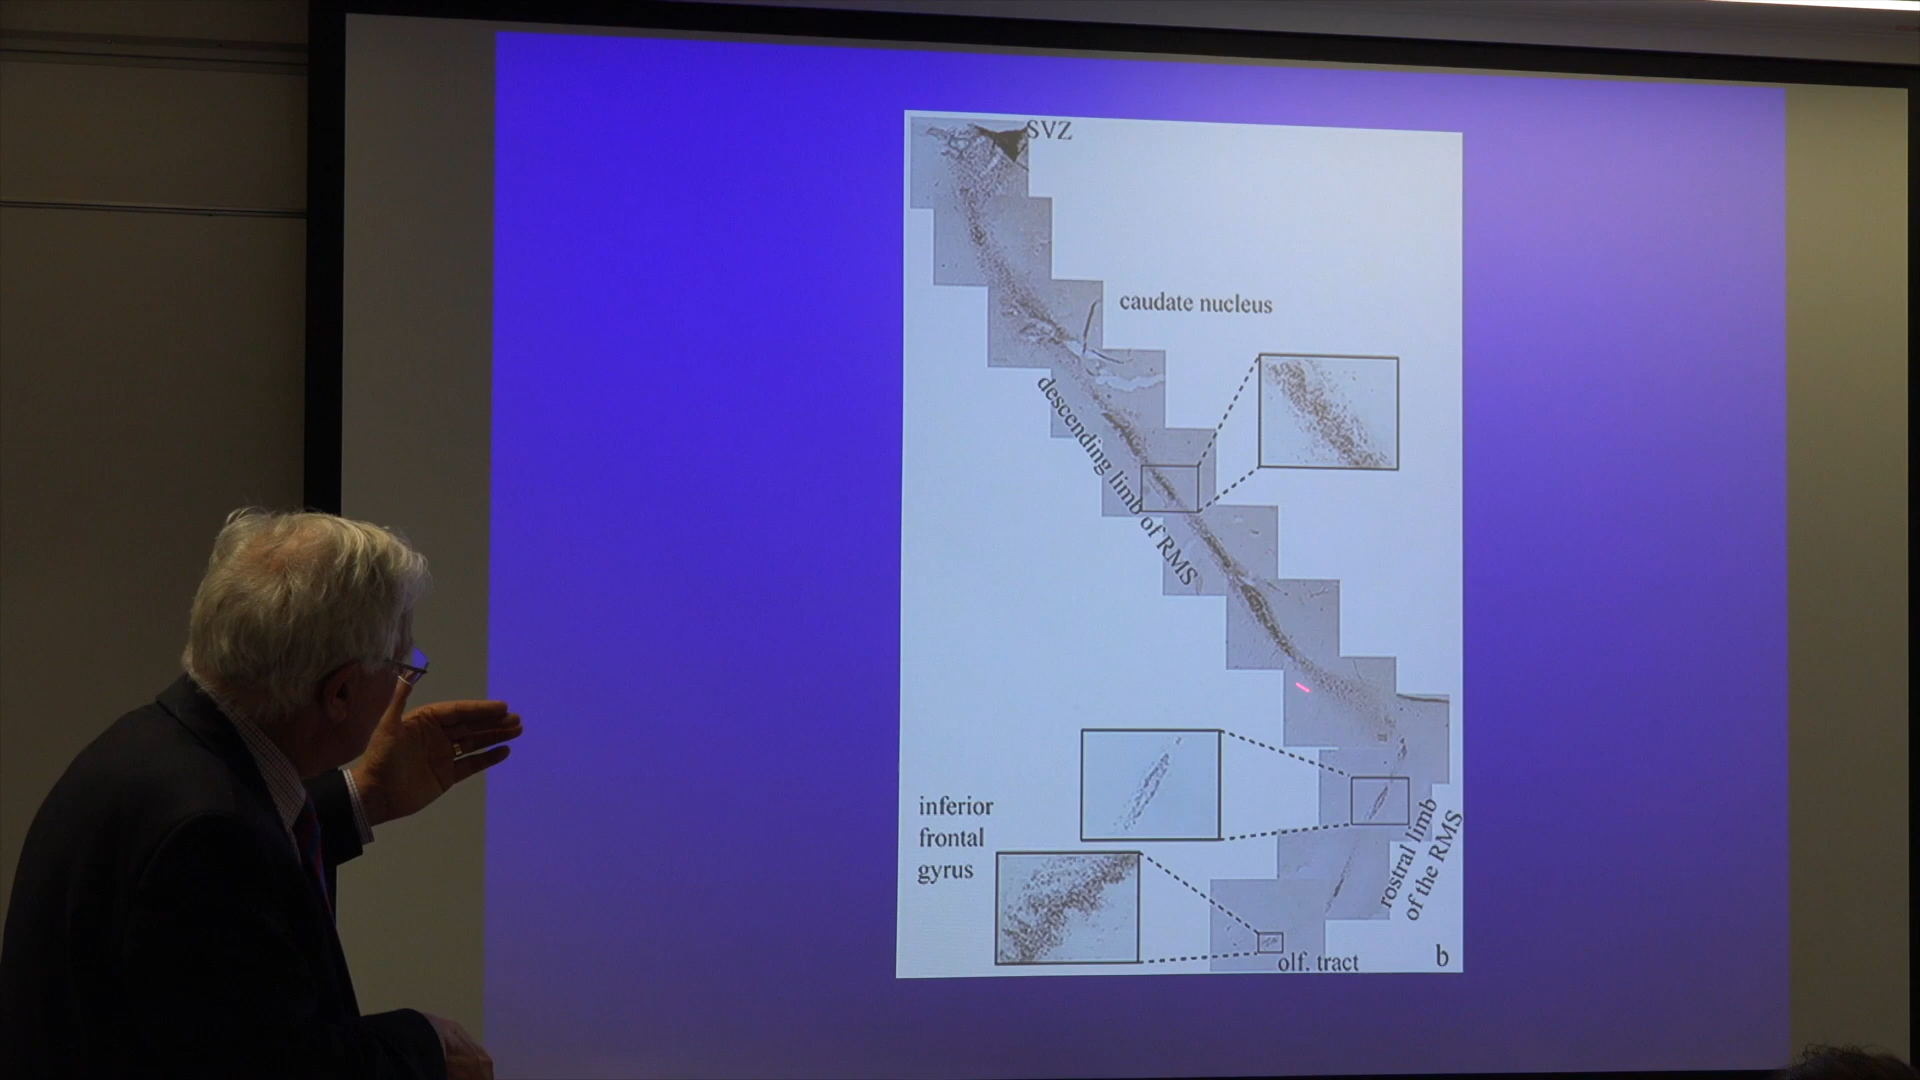 SVZ
caudate nucleus
descending limb of RMS
inferior
frontal
gyrus
rostral limb
of the RMS
olf. tract
b